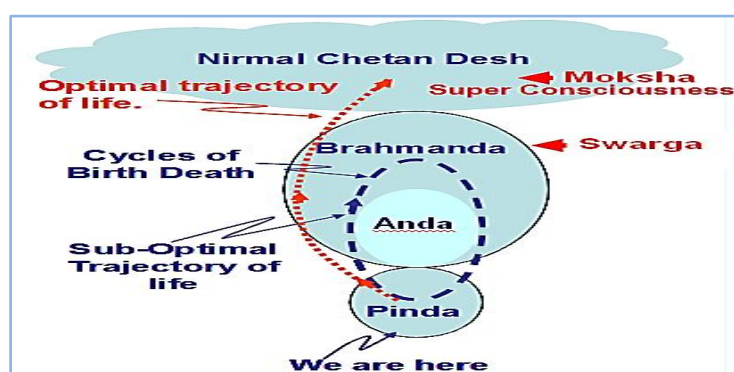 Nirmal Chetan Desh
Optimal trajectory
of life.
Moksha
Super Consciousness
Brahmanda
Swarga
Cycles of
Birth Death
Anda
Sub-Optimal
Trajectory of
life
Pinda
We are here